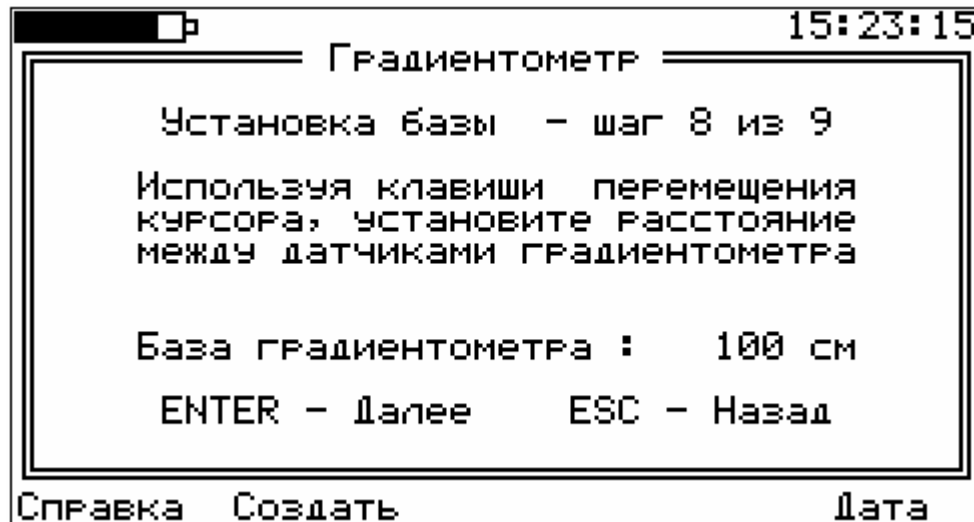 15:23:15
Градиентометр
Установка базы - шаг 8 из 9
Используя клавиши перемещения
курсора, установите расстояние
между датчиками градиентометра
База градиентометра : 100 см
ENTER - Далее ESC - Назад
Справка Создать Дата